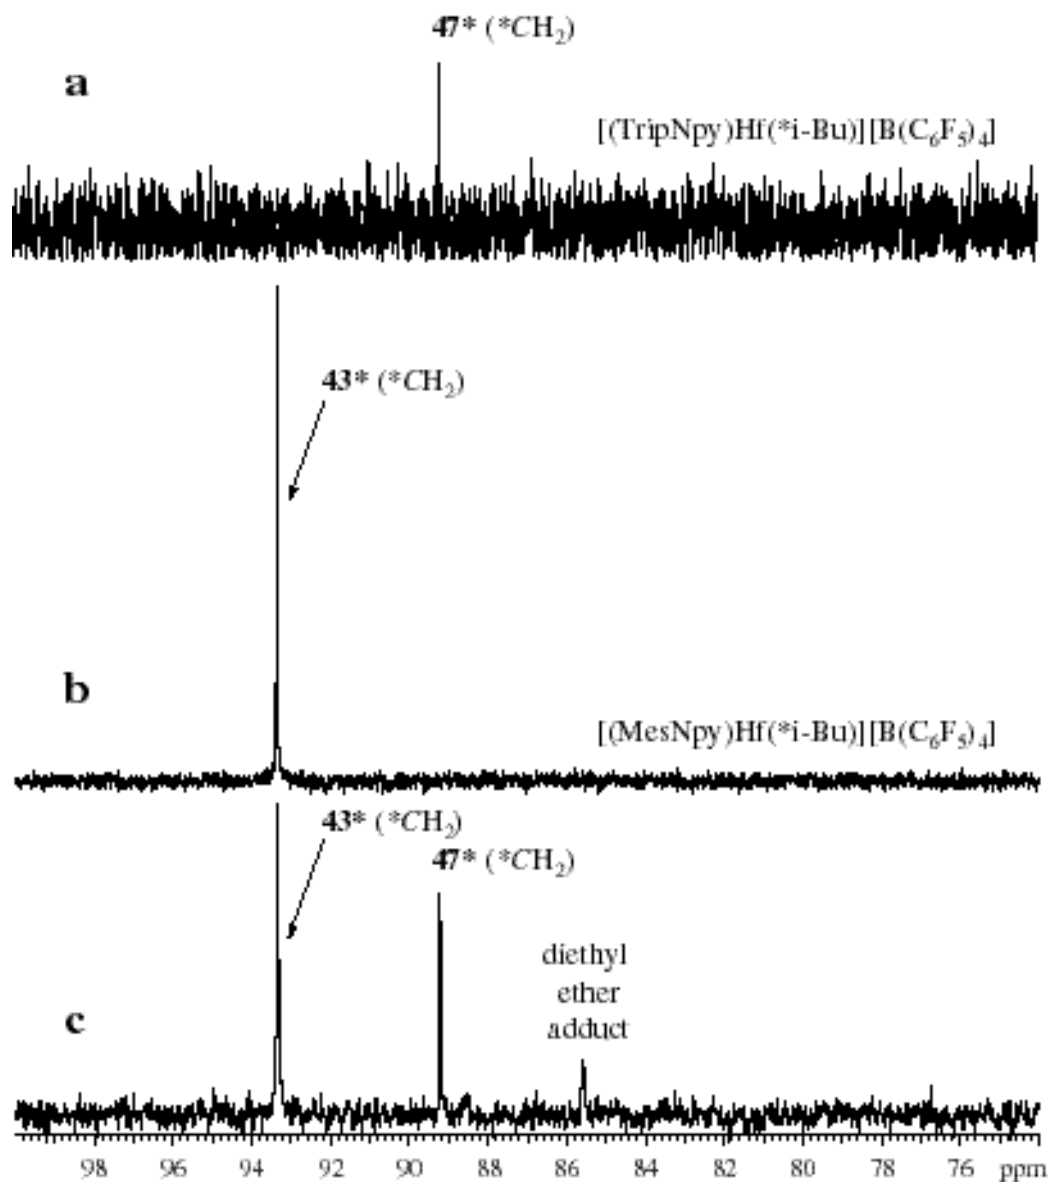 47* (*CH₂)
a
[(TripNpy)Hf(*i-Bu)][B(C₆F₅)₄]
43* (*CH₂)
b
[(MesNpy)Hf(*i-Bu)][B(C₆F₅)₄]
43* (*CH₂)
47* (*CH₂)
diethyl
ether
adduct
c
98 96 94 92 90 88 86 84 82 80 78 76 ppm